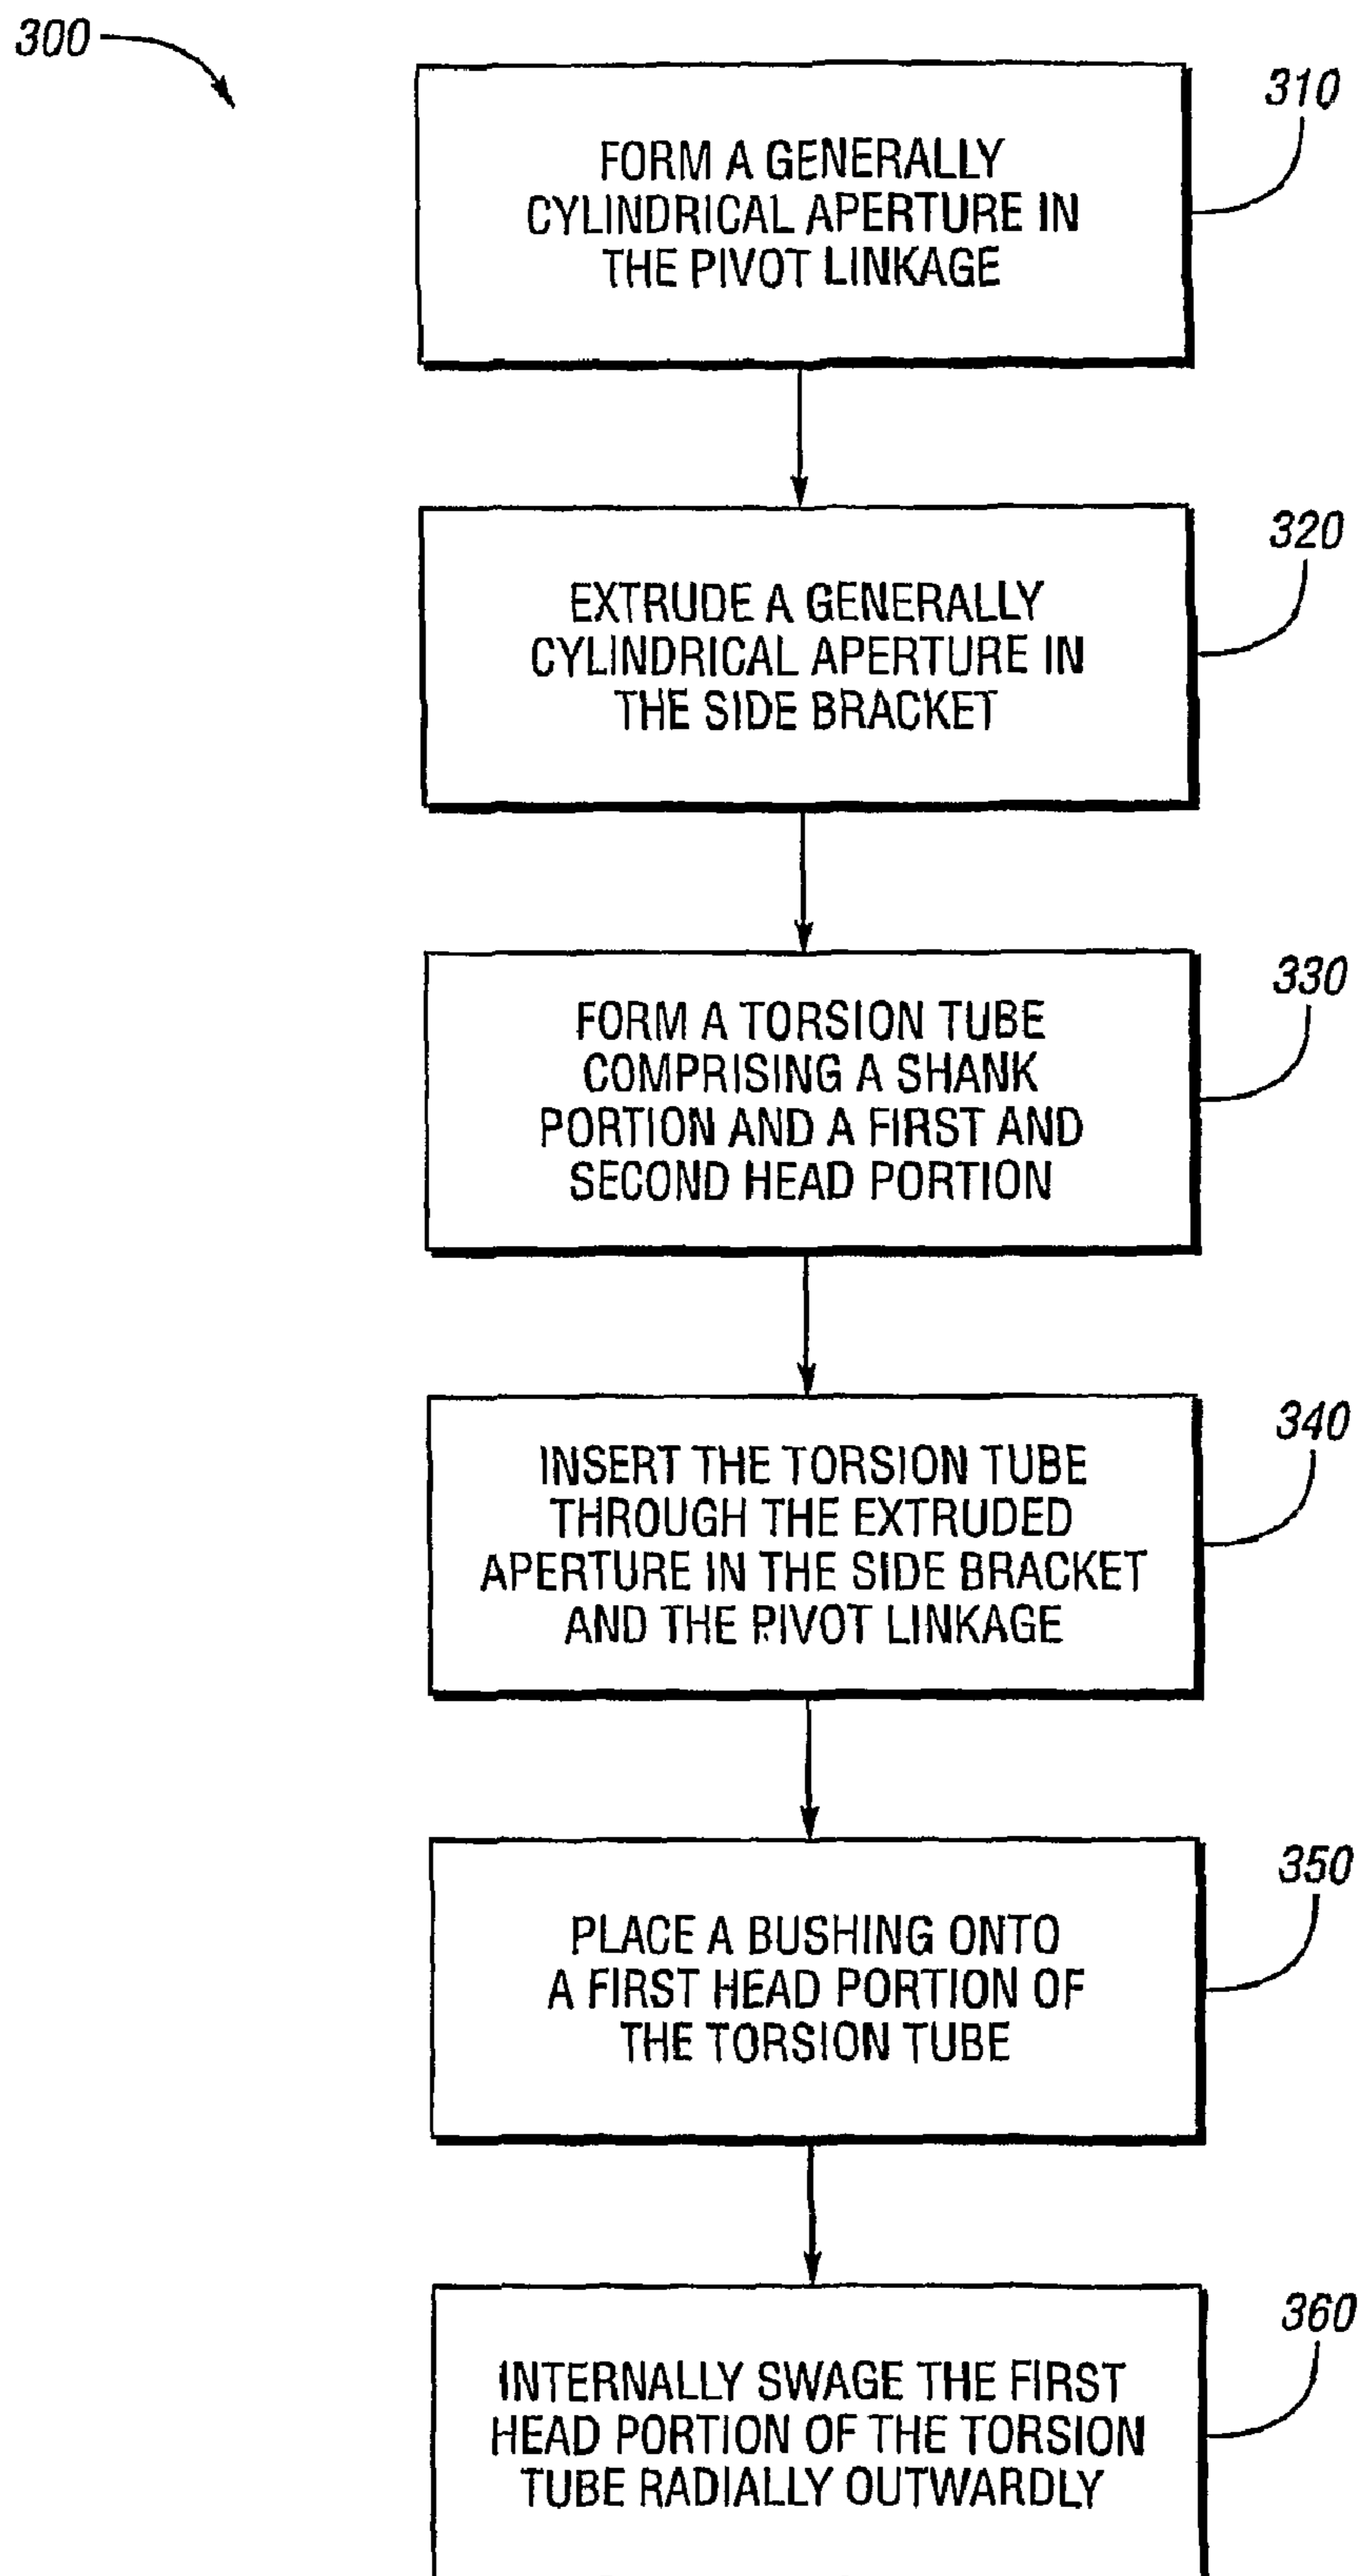 300
310
FORM A GENERALLY
CYLINDRICAL APERTURE IN
THE PIVOT LINKAGE
320
EXTRUDE A GENERALLY
CYLINDRICAL APERTURE IN
THE SIDE BRACKET
330
FORM A TORSION TUBE
COMPRISING A SHANK
PORTION AND A FIRST AND
SECOND HEAD PORTION
340
INSERT THE TORSION TUBE
THROUGH THE EXTRUDED
APERTURE IN THE SIDE BRACKET
AND THE PIVOT LINKAGE
350
PLACE A BUSHING ONTO
A FIRST HEAD PORTION OF
THE TORSION TUBE
360
INTERNALLY SWAGE THE FIRST
HEAD PORTION OF THE TORSION
TUBE RADIALLY OUTWARDLY